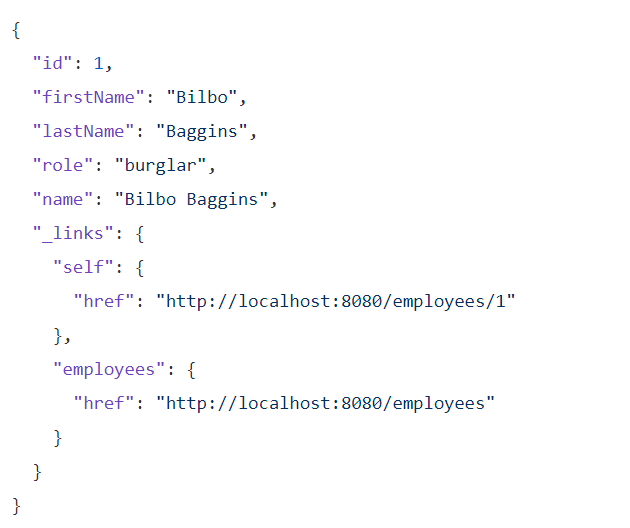 {
  "id": 1,
  "firstName": "Bilbo",
  "lastName": "Baggins",
  "role": "burglar",
  "name": "Bilbo Baggins",
  "_links": {
    "self": {
      "href": "http://localhost:8080/employees/1"
    },
    "employees": {
      "href": "http://localhost:8080/employees"
    }
  }
}